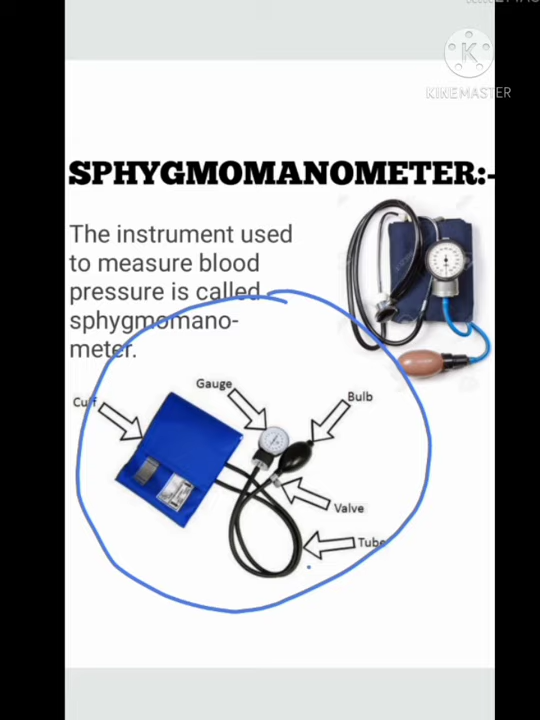 KINEMASTER
SPHYGMOMANOMETER:-
The instrument used
to measure blood
pressure is called
sphygmomano-
meter.
Gauge
Bulb
Cuff
Valve
Tube